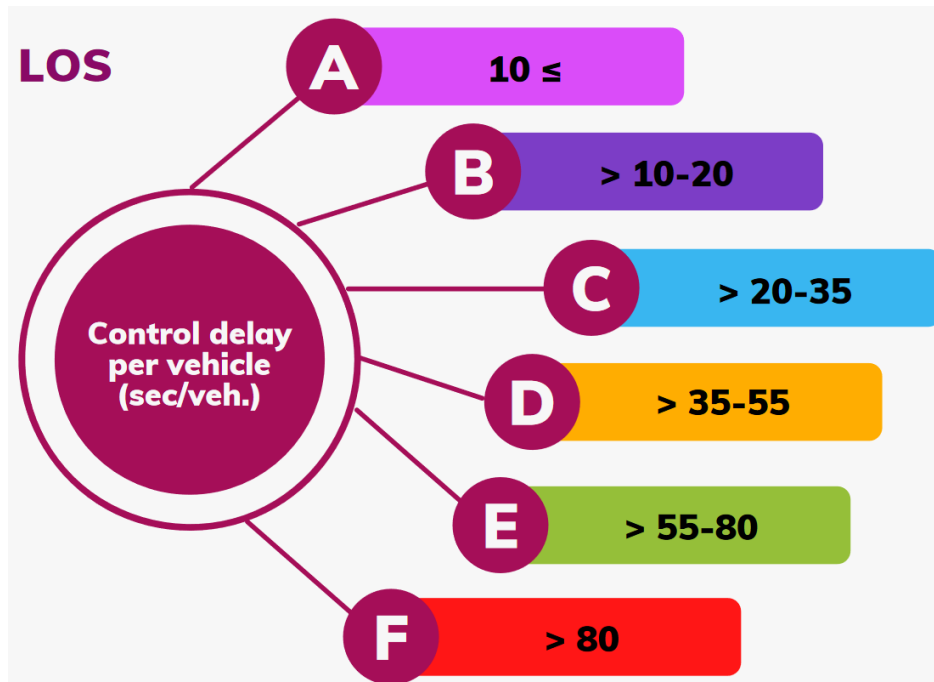 LOS
A
10 ≤
B
> 10-20
C
> 20-35
Control delay
per vehicle
(sec/veh.)
D
> 35-55
E
> 55-80
F
> 80